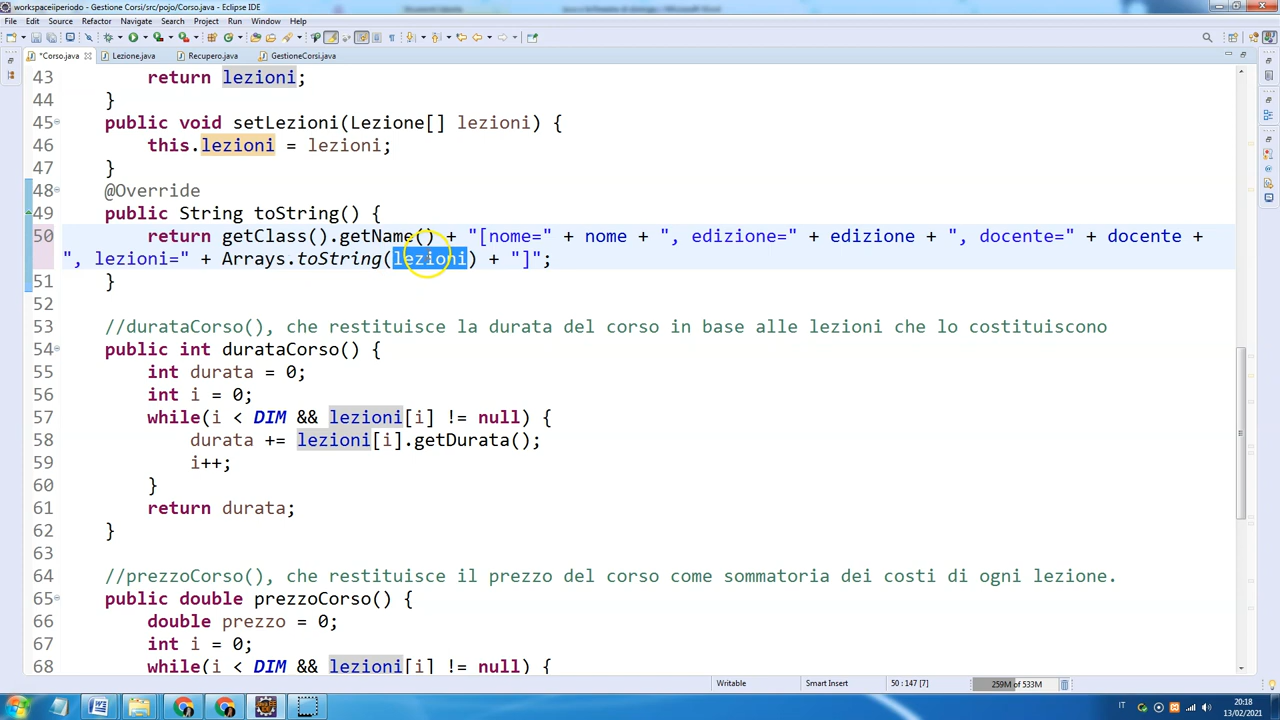 workspaceiiperiodo - Gestione Corsi/src/pojo/Corso.java - Eclipse IDE
File Edit Source Refactor Navigate Search Project Run Window Help
*Corso.java Lezione.java Recupero.java GestioneCorsi.java
43 return lezioni;
44 }
45 public void setLezioni(Lezione[] lezioni) {
46 this.lezioni = lezioni;
47 }
48 @Override
49 public String toString() {
50 return getClass().getName() + "[nome=" + nome + ", edizione=" + edizione + ", docente=" + docente +
", lezioni=" + Arrays.toString(lezioni) + "]";
51 }
52
53 //durataCorso(), che restituisce la durata del corso in base alle lezioni che lo costituiscono
54 public int durataCorso() {
55 int durata = 0;
56 int i = 0;
57 while(i < DIM && lezioni[i] != null) {
58 durata += lezioni[i].getDurata();
59 i++;
60 }
61 return durata;
62 }
63
64 //prezzoCorso(), che restituisce il prezzo del corso come sommatoria dei costi di ogni lezione.
65 public double prezzoCorso() {
66 double prezzo = 0;
67 int i = 0;
68 while(i < DIM && lezioni[i] != null) {
Writable Smart Insert 50 : 147 [7] 259M of 533M
IT 20:18
13/02/2021